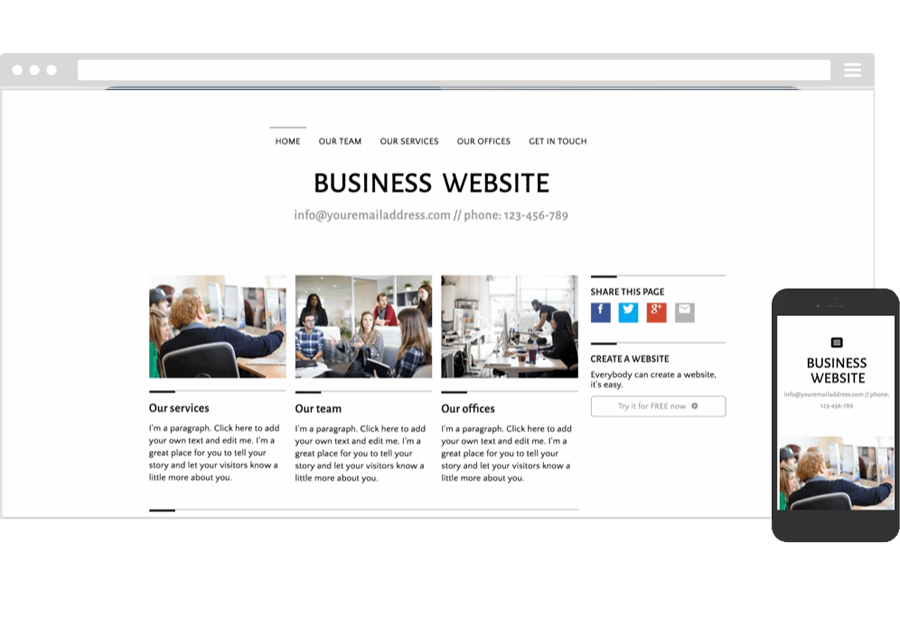 HOME OUR TEAM OUR SERVICES OUR OFFICES GET IN TOUCH
BUSINESS WEBSITE
info@youremailaddress.com // phone: 123-456-789
Our services
I'm a paragraph. Click here to add
your own text and edit me. I'm a
great place for you to tell your
story and let your visitors know a
little more about you.
Our team
I'm a paragraph. Click here to add
your own text and edit me. I'm a
great place for you to tell your
story and let your visitors know a
little more about you.
Our offices
I'm a paragraph. Click here to add
your own text and edit me. I'm a
great place for you to tell your
story and let your visitors know a
little more about you.
SHARE THIS PAGE
f
g+
CREATE A WEBSITE
Everybody can create a website,
it's easy.
Try it for FREE now
BUSINESS
WEBSITE
info@youremailaddress.com // phone:
123-456-789